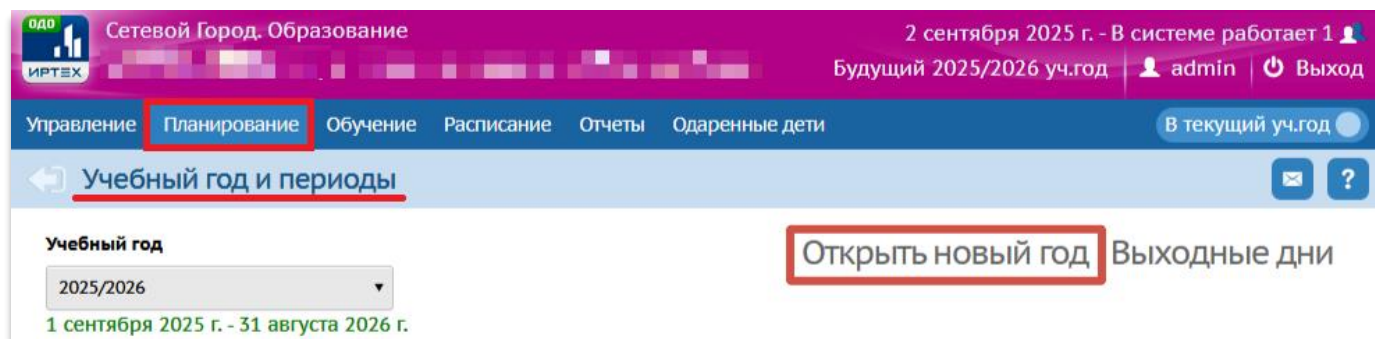 ОДО
ИРТЕХ
Сетевой Город. Образование
2 сентября 2025 г. - В системе работает 1
Будущий 2025/2026 уч.год admin Выход
Управление Планирование Обучение Расписание Отчеты Одаренные дети В текущий уч.год
Учебный год и периоды ?
Учебный год
Открыть новый год Выходные дни
2025/2026
1 сентября 2025 г. - 31 августа 2026 г.